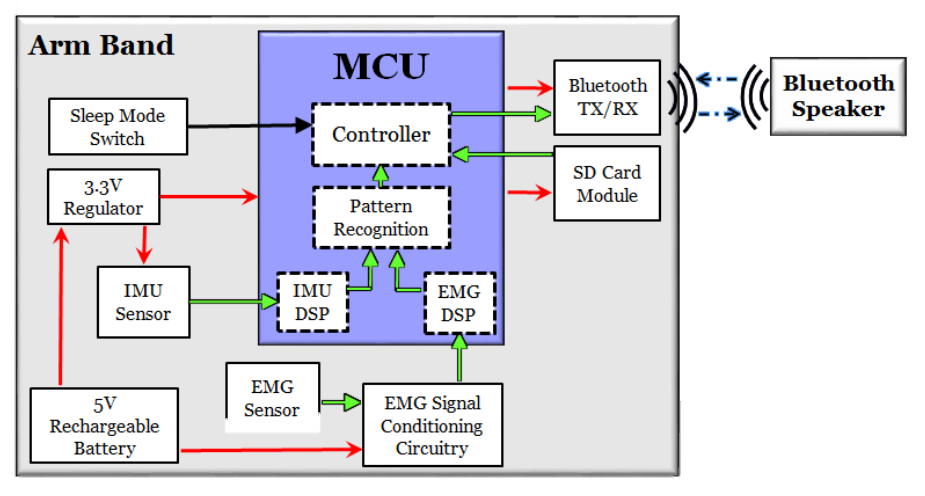 Arm Band
MCU
Sleep Mode
Switch
Controller
Bluetooth
TX/RX
Bluetooth
Speaker
3.3V
Regulator
Pattern
Recognition
SD Card
Module
IMU
Sensor
IMU
DSP
EMG
DSP
EMG
Sensor
5V
Rechargeable
Battery
EMG Signal
Conditioning
Circuitry